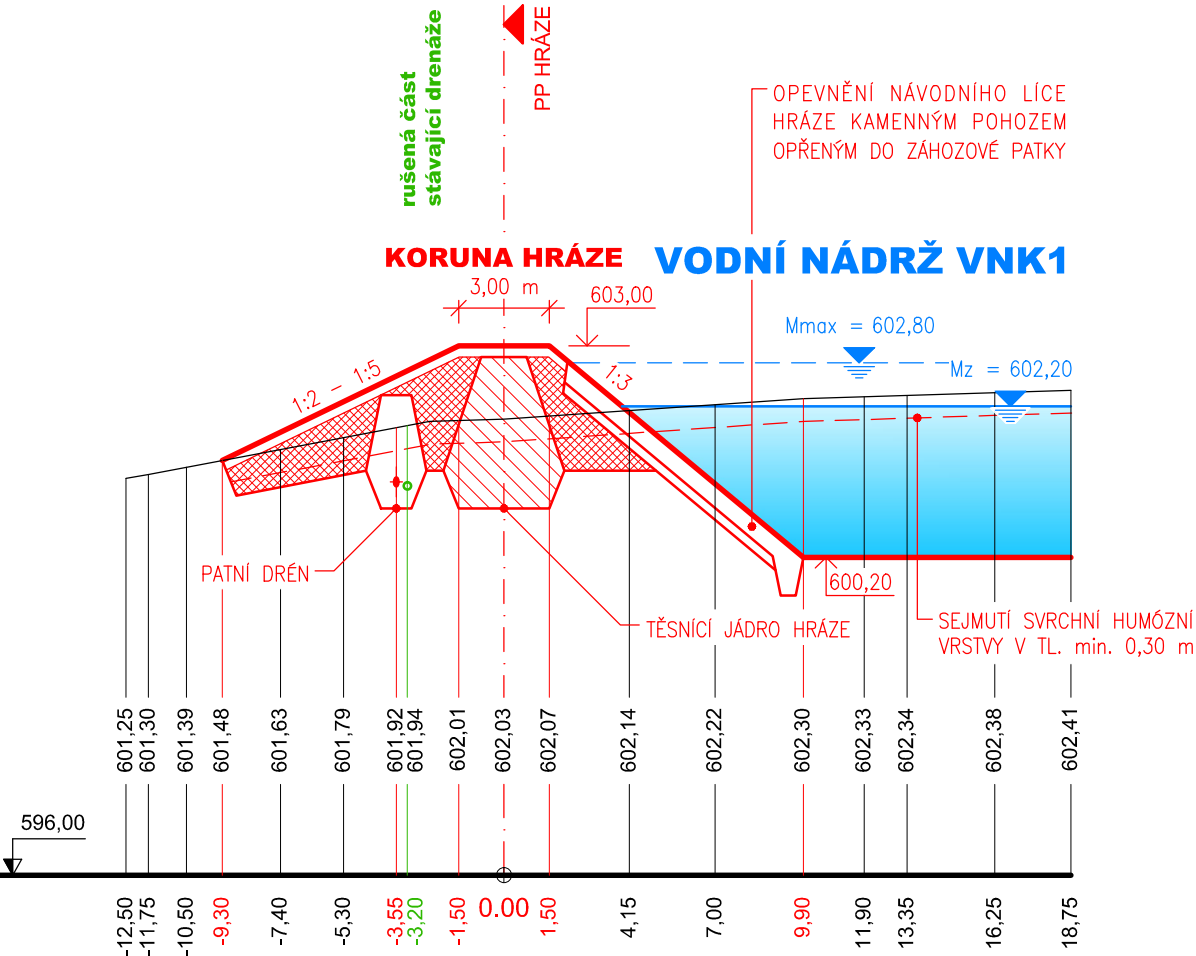 rušená část
stávající drenáže
PP HRÁZE
OPEVNĚNÍ NÁVODNÍHO LÍCE
HRÁZE KAMENNÝM POHOZEM
OPŘENÝM DO ZÁHOZOVÉ PATKY
KORUNA HRÁZE
VODNÍ NÁDRŽ VNK1
3,00 m
603,00
Mmax = 602,80
Mz = 602,20
1:2 - 1:5
1:3
PATNÍ DRÉN
600,20
TĚSNÍCÍ JÁDRO HRÁZE
SEJMUTÍ SVRCHNÍ HUMÓZNÍ
VRSTVY V TL. min. 0,30 m
601,25
601,30
601,39
601,48
601,63
601,79
601,92
601,94
602,01
602,03
602,07
602,14
602,22
602,30
602,33
602,34
602,38
602,41
596,00
-12,50
-11,75
-10,50
-9,30
-7,40
-5,30
-3,55
-3,20
-1,50
0.00
1,50
4,15
7,00
9,90
11,90
13,35
16,25
18,75